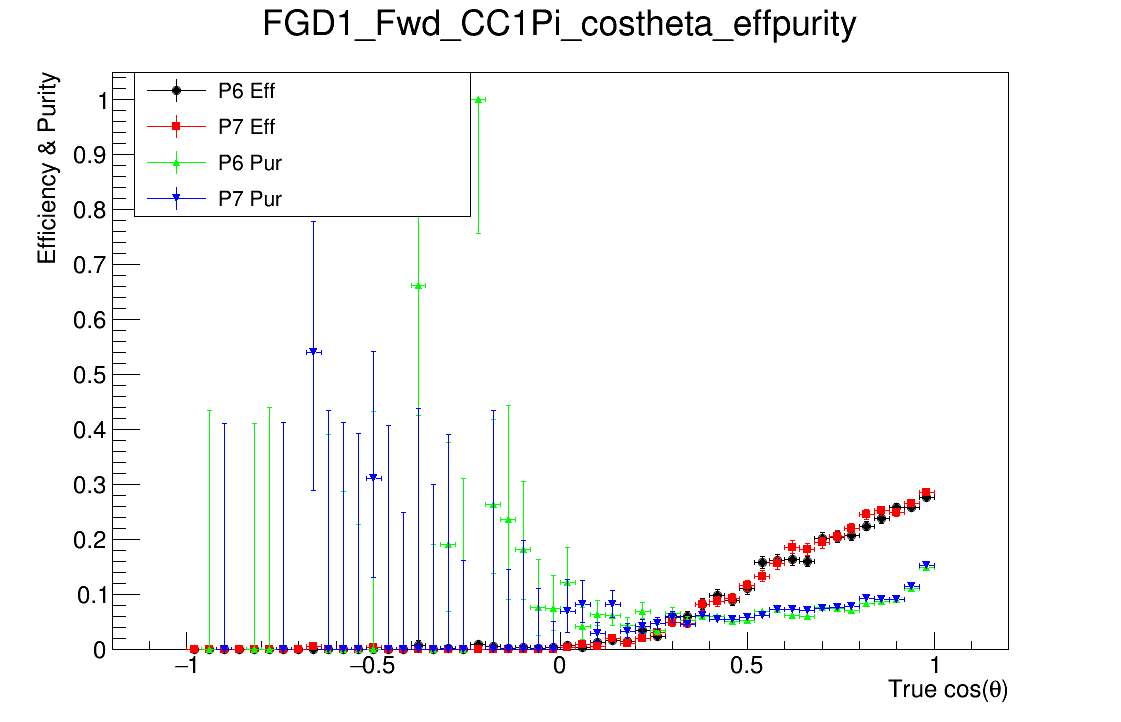 FGD1_Fwd_CC1Pi_costheta_effpurity
Efficiency & Purity
P6 Eff
P7 Eff
P6 Pur
P7 Pur
1
0.9
0.8
0.7
0.6
0.5
0.4
0.3
0.2
0.1
0
−1 −0.5 0 0.5 1
True cos(θ)